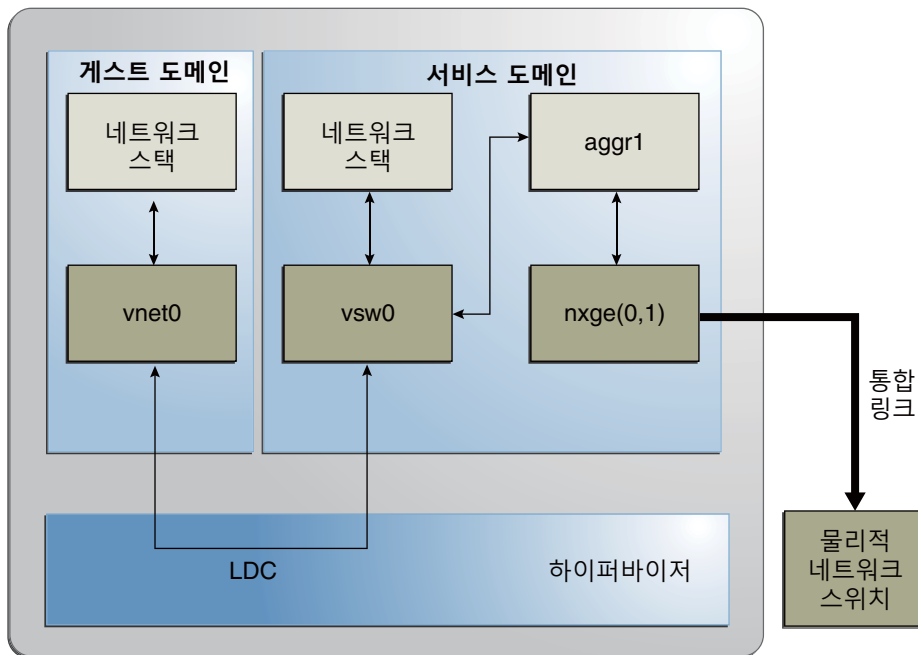 게스트 도메인
네트워크
스택
vnet0
서비스 도메인
네트워크
스택
aggr1
vsw0
nxge(0,1)
통합
링크
LDC
하이퍼바이저
물리적
네트워크
스위치